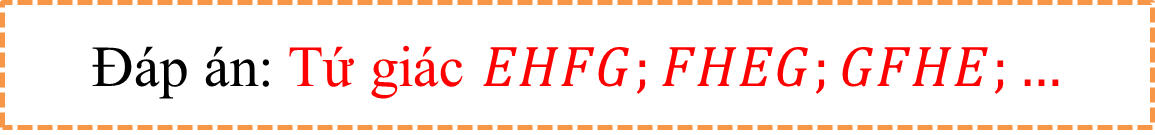 Đáp án: Tứ giác EHFG; FHEG; GFHE; ...